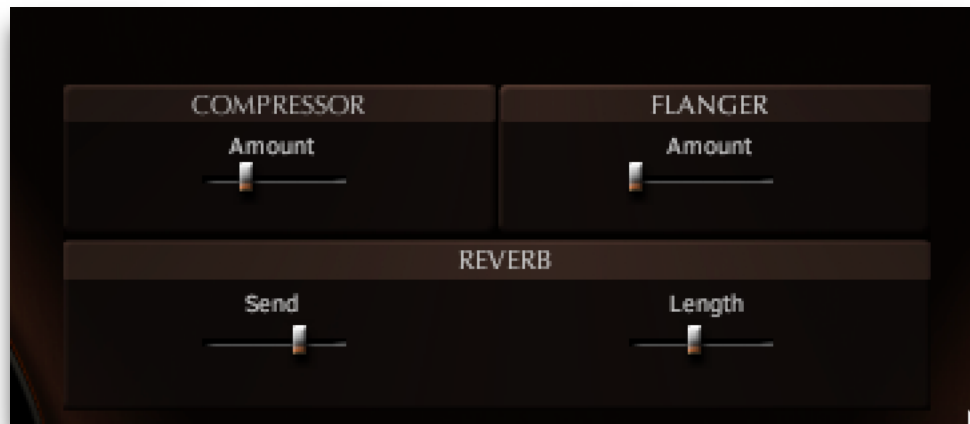 COMPRESSOR
FLANGER
Amount
Amount
REVERB
Send
Length